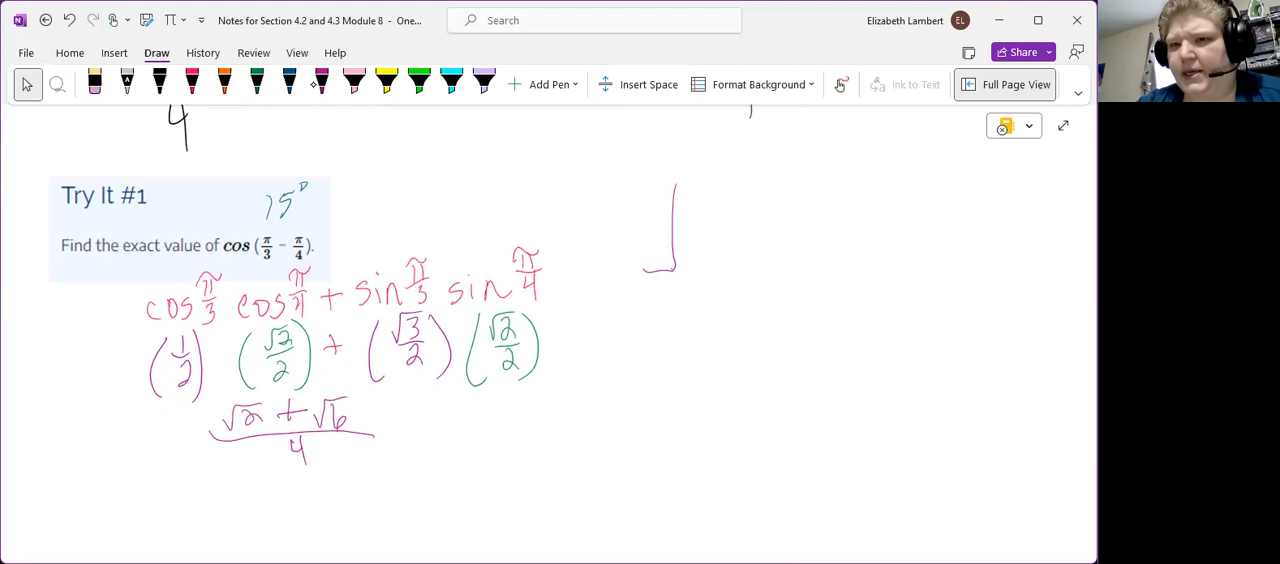 Notes for Section 4.2 and 4.3 Module 8 - One...
Search
Elizabeth Lambert
EL
File Home Insert Draw History Review View Help
Share
Add Pen
Insert Space
Format Background
Ink to Text
Full Page View
4
Try It #1
15°
Find the exact value of cos (π/3 − π/4).
cos π/3 cos π/4 + sin π/3 sin π/4
(1/2) (√2/2) + (√3/2) (√2/2)
√2 + √6
4